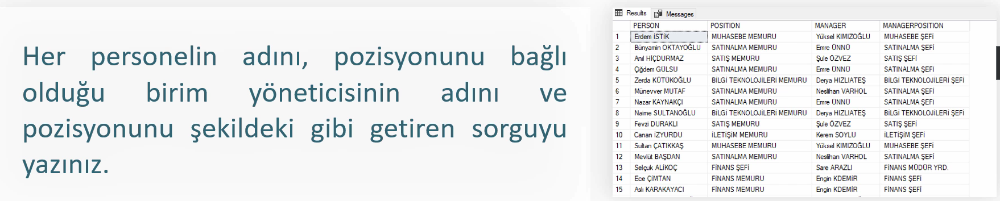 Her personelin adını, pozisyonunu bağlı
olduğu birim yöneticisinin adını ve
pozisyonunu şekildeki gibi getiren sorguyu
yazınız.
Results Messages
PERSON POSITION MANAGER MANAGERPOSITION
1 Erdem İSTİK MUHASEBE MEMURU Yüksel KIMIZOĞLU MUHASEBE ŞEFİ
2 Bünyamin OKTAYOĞLU SATINALMA MEMURU Emre ÜNNÜ SATINALMA ŞEFİ
3 Anıl HİÇDURMAZ SATIŞ MEMURU Şule ÖZVEZ SATIŞ ŞEFİ
4 Çiğdem GÜLSU SATINALMA MEMURU Emre ÜNNÜ SATINALMA ŞEFİ
5 Zerda KÜTÜKOĞLU BİLGİ TEKNOLOJİLERİ MEMURU Derya HIZLIATEŞ BİLGİ TEKNOLOJİLERİ ŞEFİ
6 Münevver MUTAF SATINALMA MEMURU Neslihan VARHOL SATINALMA ŞEFİ
7 Nazar KAYNAKÇI SATINALMA MEMURU Emre ÜNNÜ SATINALMA ŞEFİ
8 Naime SULTANOĞLU BİLGİ TEKNOLOJİLERİ MEMURU Derya HIZLIATEŞ BİLGİ TEKNOLOJİLERİ ŞEFİ
9 Fevzi DURAKLI SATIŞ MEMURU Şule ÖZVEZ SATIŞ ŞEFİ
10 Canan İZYURDU İLETİŞİM MEMURU Kerem SOYLU İLETİŞİM ŞEFİ
11 Sultan ÇATIKKAŞ MUHASEBE MEMURU Yüksel KIMIZOĞLU MUHASEBE ŞEFİ
12 Mevlüt BAŞDAN SATINALMA MEMURU Neslihan VARHOL SATINALMA ŞEFİ
13 Selçuk ALİKOÇ FİNANS ŞEFİ Sare ARAZLI FİNANS MÜDÜR YRD.
14 Ece ÇİMTAN FİNANS MEMURU Engin KDEMİR FİNANS ŞEFİ
15 Aslı KARAKAYACI FİNANS MEMURU Engin KDEMİR FİNANS ŞEFİ